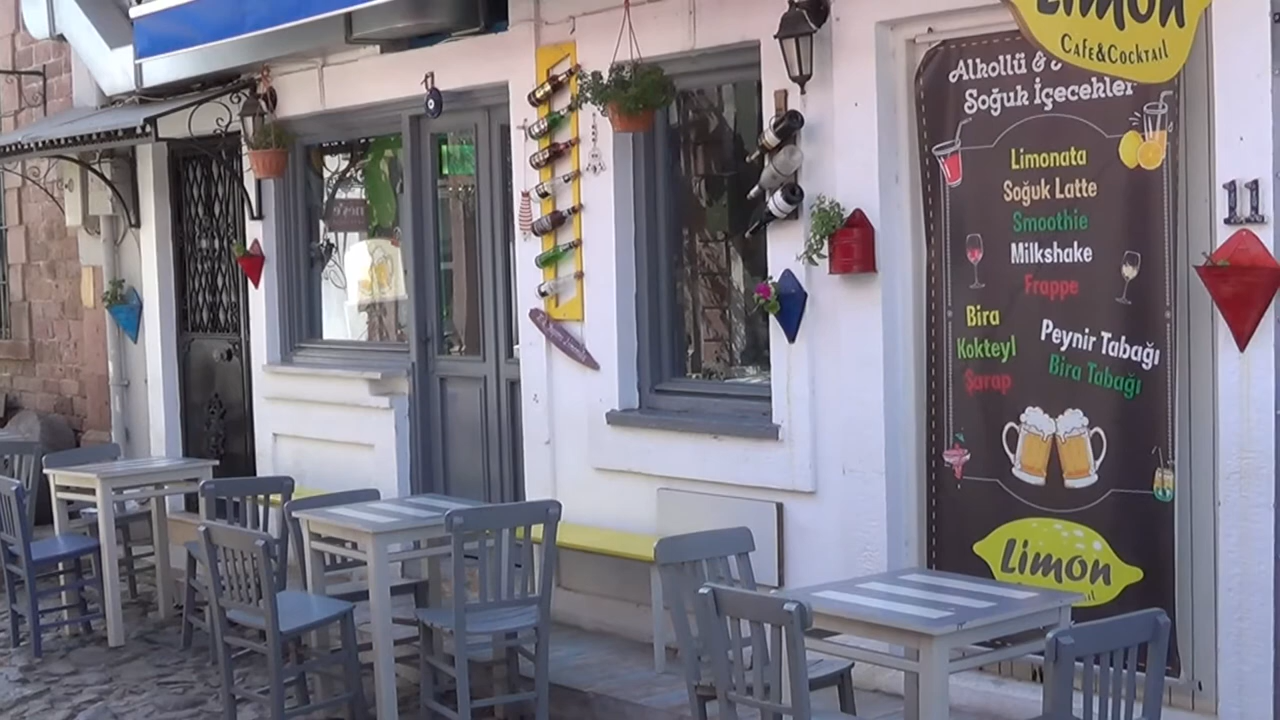 Limon
Cafe&Cocktail
Alkollü &
Soğuk İçecekler
Limonata
Soğuk Latte
Smoothie
Milkshake
Frappe
Bira
Kokteyl
Şarap
Peynir Tabağı
Bira Tabağı
Limon
11